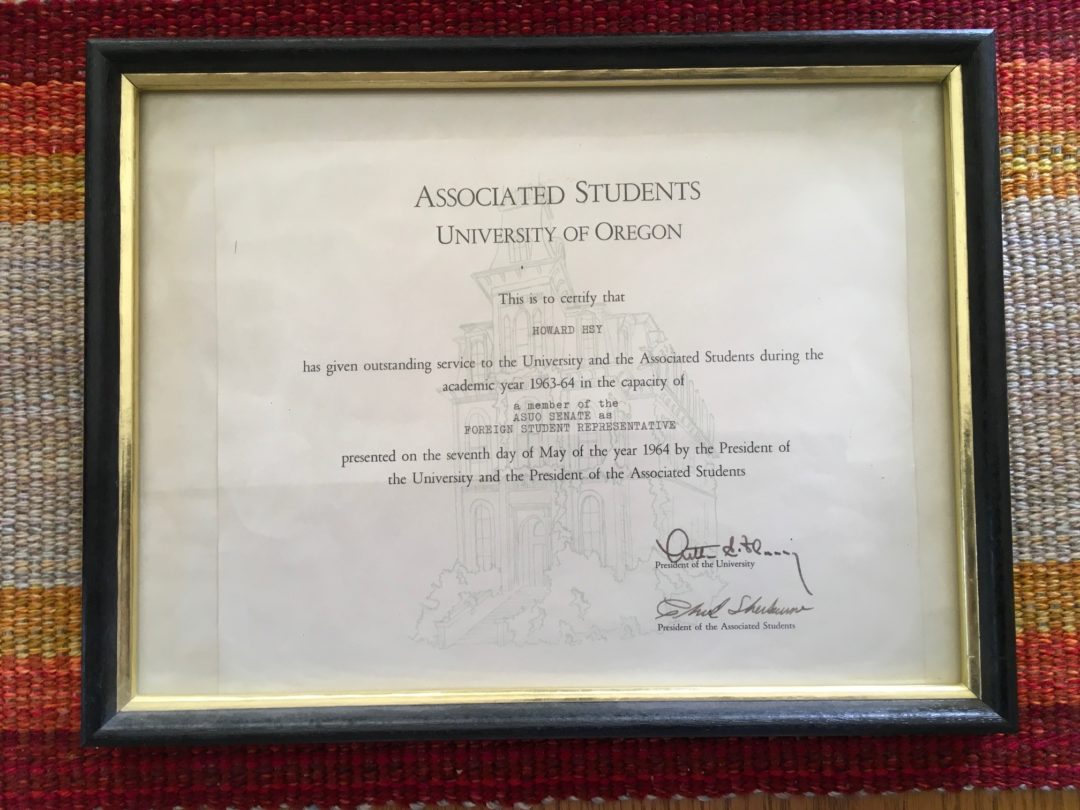 ASSOCIATED STUDENTS
UNIVERSITY OF OREGON
This is to certify that
HOWARD HSY
has given outstanding service to the University and the Associated Students during the
academic year 1963-64 in the capacity of
a member of the
ASUO SENATE as
FOREIGN STUDENT REPRESENTATIVE
presented on the seventh day of May of the year 1964 by the President of
the University and the President of the Associated Students
President of the University
Sherburne
President of the Associated Students